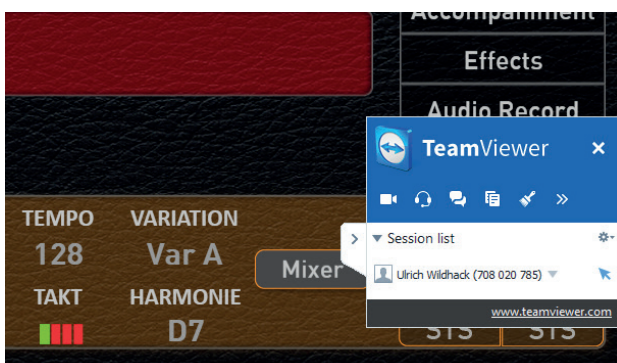 Accompaniment
Effects
Audio Record
TeamViewer
Session list
Ulrich Wildhack (708 020 785)
www.teamviewer.com
TEMPO VARIATION
128 Var A
Mixer
TAKT HARMONIE
D7
STS STS